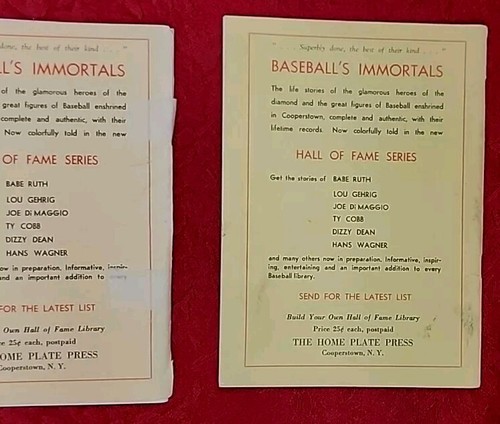 done, the best of their kind . . . "
LL'S IMMORTALS
of the glamorous heroes of the
great figures of Baseball enshrined
complete and authentic, with their
Now colorfully told in the new
OF FAME SERIES
BABE RUTH
LOU GEHRIG
JOE DiMAGGIO
TY COBB
DIZZY DEAN
HANS WAGNER
ow in preparation. Informative, inspir-
nd an important addition to every
FOR THE LATEST LIST
Own Hall of Fame Library
ce 25¢ each, postpaid
HOME PLATE PRESS
Cooperstown, N. Y.
". . . Superbly done, the best of their kind . . . "
BASEBALL'S IMMORTALS
The life stories of the glamorous heroes of the
diamond and the great figures of Baseball enshrined
in Cooperstown, complete and authentic, with their
lifetime records. Now colorfully told in the new
HALL OF FAME SERIES
Get the stories of BABE RUTH
LOU GEHRIG
JOE DiMAGGIO
TY COBB
DIZZY DEAN
HANS WAGNER
and many others now in preparation. Informative, inspir-
ing, entertaining and an important addition to every
Baseball library.
SEND FOR THE LATEST LIST
Build Your Own Hall of Fame Library
Price 25¢ each, postpaid
THE HOME PLATE PRESS
Cooperstown, N. Y.